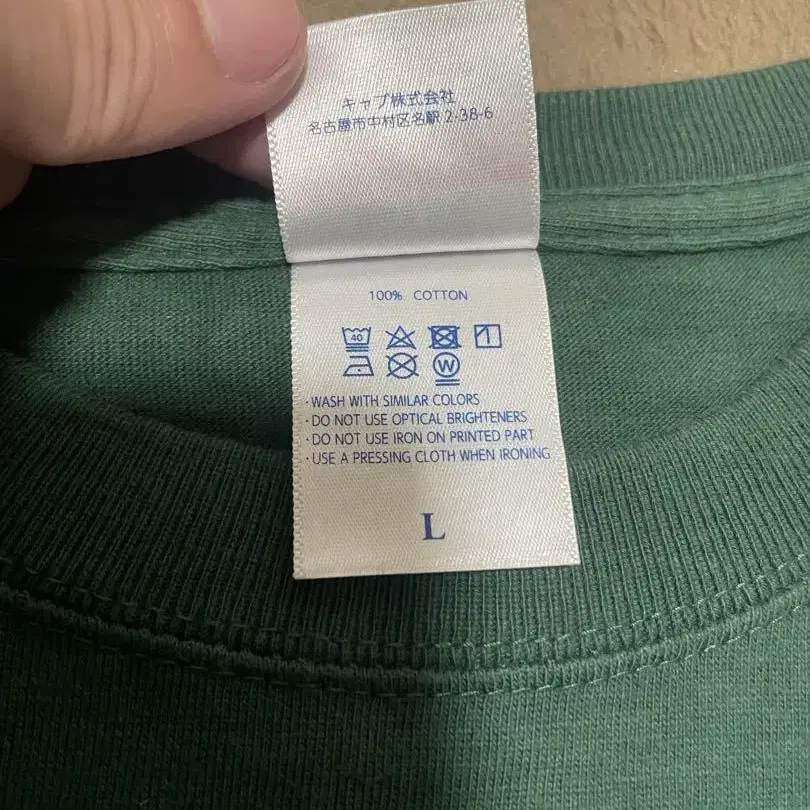 キャブ株式会社
名古屋市中村区名駅 2-38-6
100% COTTON
40
W
·WASH WITH SIMILAR COLORS
·DO NOT USE OPTICAL BRIGHTENERS
·DO NOT USE IRON ON PRINTED PART
·USE A PRESSING CLOTH WHEN IRONING
L